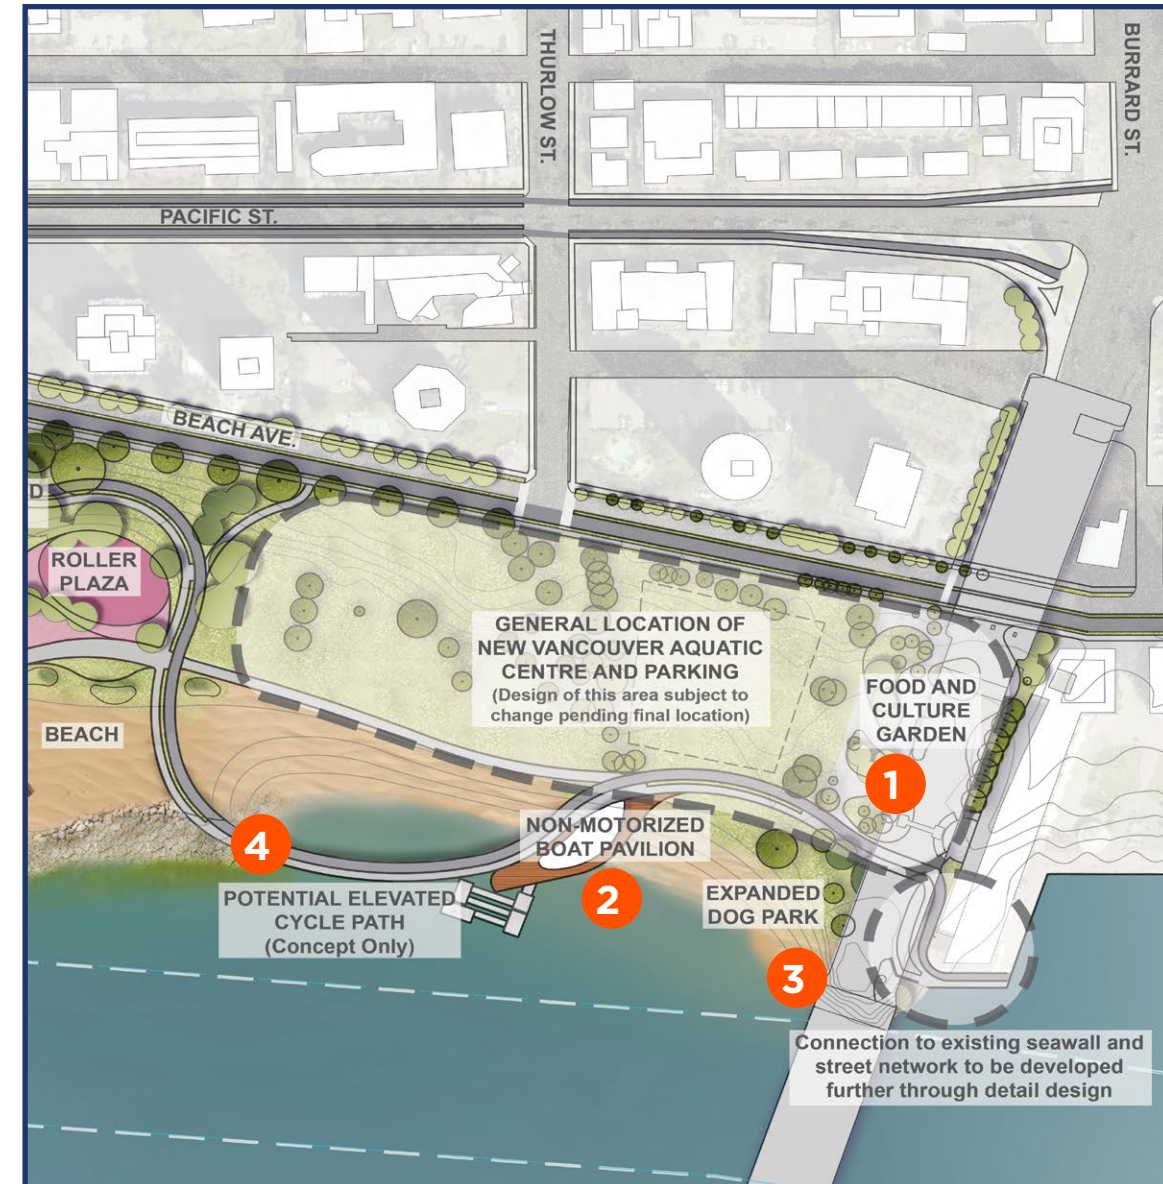 THURLOW ST.
BURRARD ST.
PACIFIC ST.
BEACH AVE.
D
ROLLER
PLAZA
GENERAL LOCATION OF
NEW VANCOUVER AQUATIC
CENTRE AND PARKING
(Design of this area subject to
change pending final location)
FOOD AND
CULTURE
GARDEN
1
BEACH
NON-MOTORIZED
BOAT PAVILION
2
4
POTENTIAL ELEVATED
CYCLE PATH
(Concept Only)
EXPANDED
DOG PARK
3
Connection to existing seawall and
street network to be developed
further through detail design